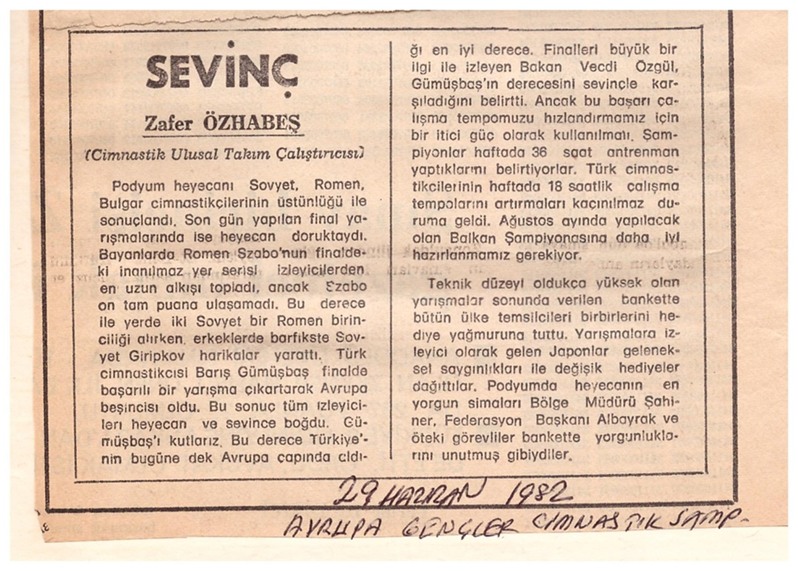 SEVİNÇ
Zafer ÖZHABEŞ
(Cimnastik Ulusal Takım Çalıştırıcısı)
Podyum heyecanı Sovyet, Romen,
Bulgar cimnastikçilerinin üstünlüğü ile
sonuçlandı. Son gün yapılan final ya-
rışmalarında ise heyecan doruktaydı.
Bayanlarda Romen Szabo'nun finalde-
ki inanılmaz yer serisi izleyicilerden
en uzun alkışı topladı, ancak Szabo
on tam puana ulaşamadı. Bu derece
ile yerde iki Sovyet bir Romen birin-
ciliği alırken, erkeklerde barfikste Sov-
yet Giripkov harikalar yarattı. Türk
cimnastikcisi Barış Gümüşbaş finalde
başarılı bir yarışma çıkartarak Avrupa
beşincisi oldu. Bu sonuç tüm izleyici-
leri heyecan ve sevince boğdu. Gü-
müşbaş'ı kutlarız. Bu derece Türkiye'-
nin bugüne dek Avrupa çapında aldı-
ğı en iyi derece. Finalleri büyük bir
ilgi ile izleyen Bakan Vecdi Özgül,
Gümüşbaş'ın derecesini sevinçle kar-
şıladığını belirtti. Ancak bu başarı ça-
lışma tempomuzu hızlandırmamız için
bir itici güç olarak kullanılmalı. Şam-
piyonlar haftada 36 saat antrenman
yaptıklarını belirtiyorlar. Türk cimnas-
tikcilerinin haftada 18 saatlik çalışma
tempolarını artırmaları kaçınılmaz du-
ruma geldi. Ağustos ayında yapılacak
olan Balkan Şampiyonasına daha iyi
hazırlanmamız gerekiyor.
Teknik düzeyi oldukça yüksek olan
yarışmalar sonunda verilen bankette
bütün ülke temsilcileri birbirlerini he-
diye yağmuruna tuttu. Yarışmalara iz-
leyici olarak gelen Japonlar gelenek-
sel saygınlıkları ile değişik hediyeler
dağıttılar. Podyumda heyecanın en
yorgun simaları Bölge Müdürü Şahi-
ner, Federasyon Başkanı Albayrak ve
öteki görevliler bankette yorgunlukla-
rını unutmuş gibiydiler.
29 HAZİRAN 1982
AVRUPA GENÇLER CİMNASTİK ŞAMP.